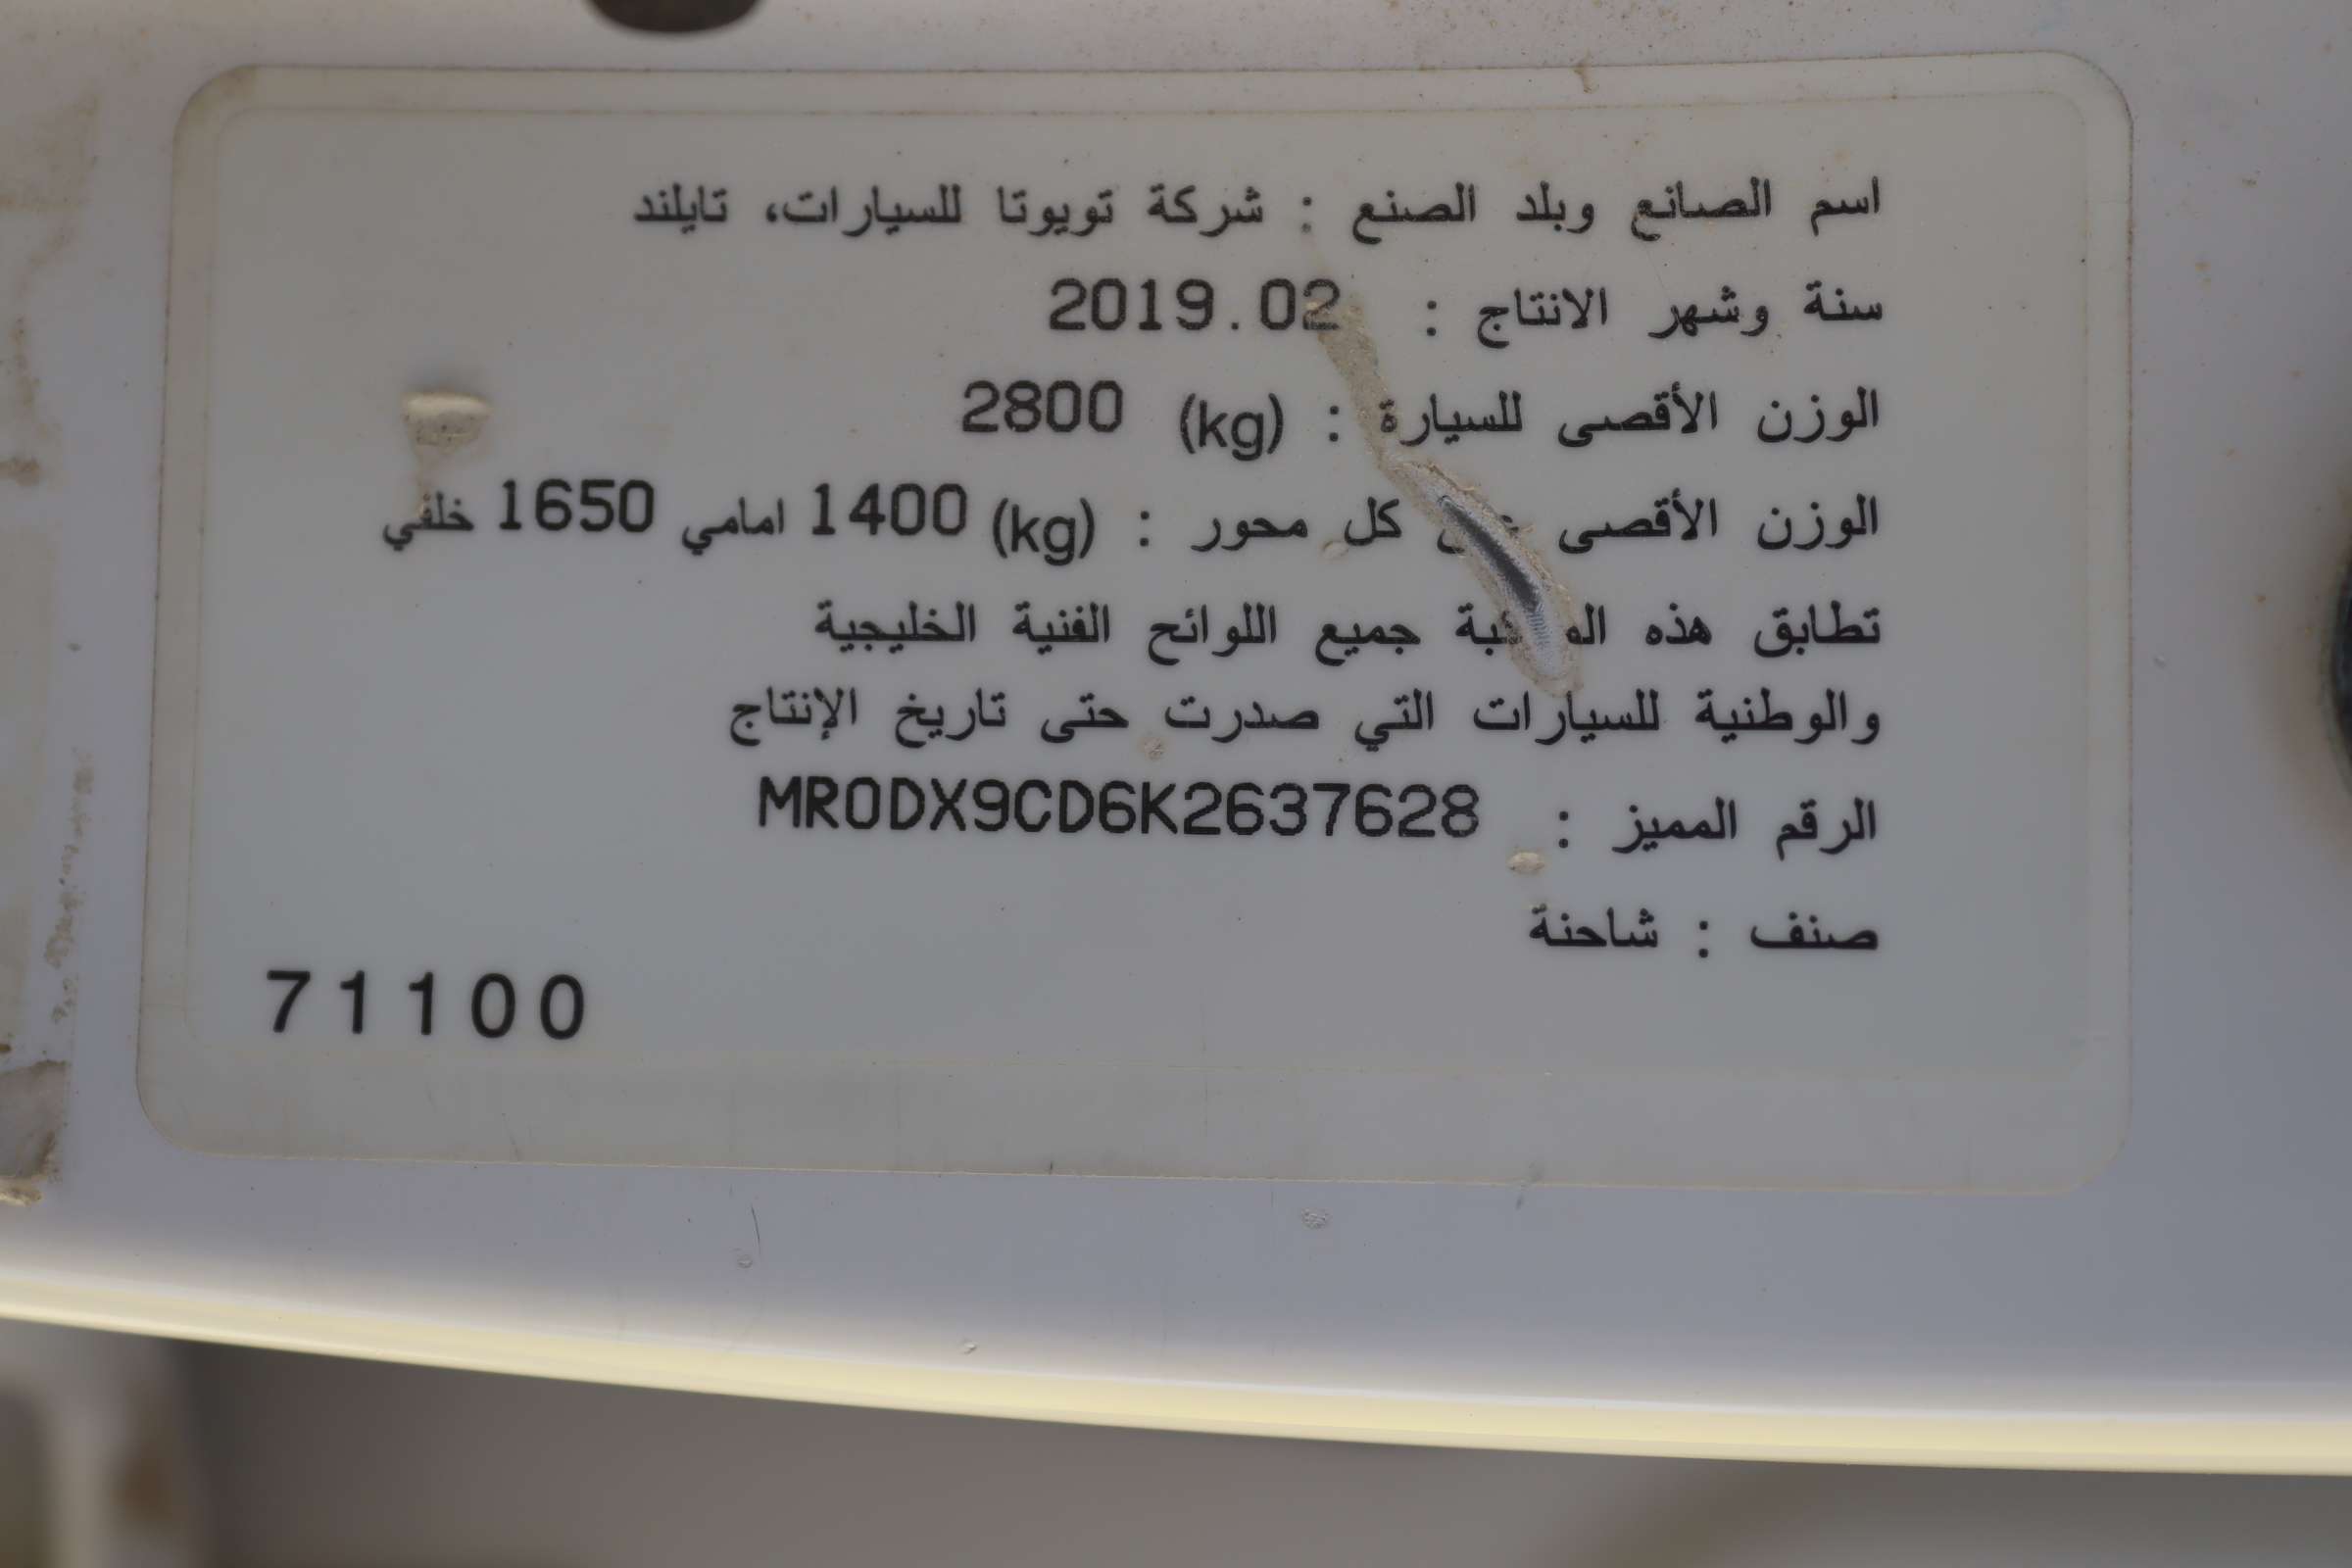 اسم الصانع وبلد الصنع : شركة تويوتا للسيارات، تايلند
سنة وشهر الانتاج : 2019.02
الوزن الأقصى للسيارة : (kg) 2800
الوزن الأقصى كل محور : (kg) 1400 امامي 1650 خلفي
تطابق هذه جميع اللوائح الفنية الخليجية
والوطنية للسيارات التي صدرت حتى تاريخ الإنتاج
الرقم المميز : MR0DX9CD6K2637628
صنف : شاحنة
71100